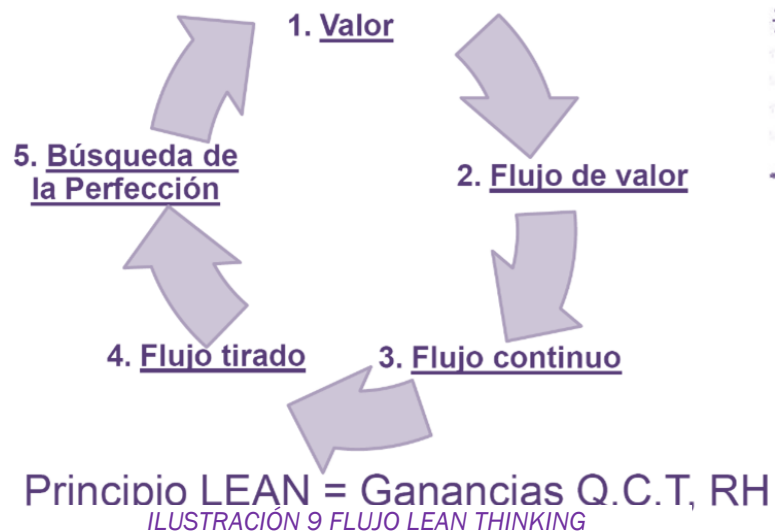 1. Valor
2. Flujo de valor
3. Flujo continuo
4. Flujo tirado
5. Búsqueda de
la Perfección
Principio LEAN = Ganancias Q.C.T, RH
ILUSTRACIÓN 9 FLUJO LEAN THINKING